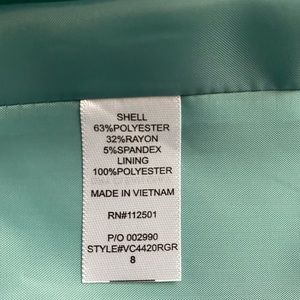 SHELL
63%POLYESTER
32%RAYON
5%SPANDEX
LINING
100%POLYESTER
MADE IN VIETNAM
RN#112501
P/O 002990
STYLE#VC4420RGR
8